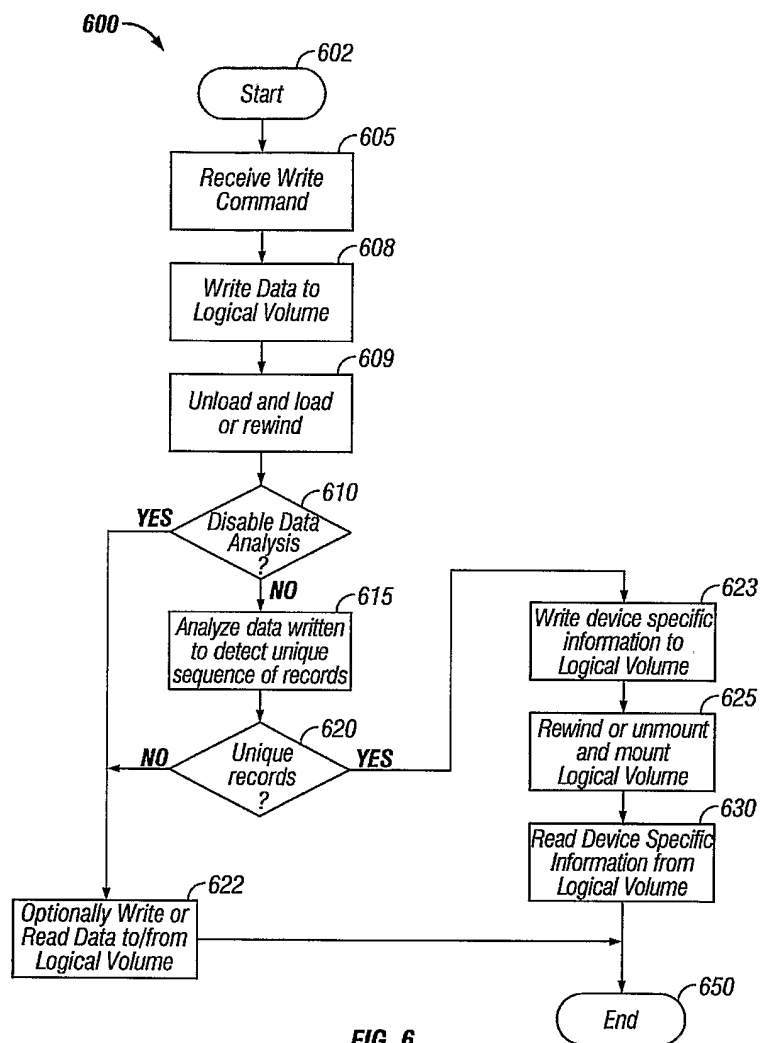 600
602
Start
605
Receive Write
Command
608
Write Data to
Logical Volume
609
Unload and load
or rewind
610
YES
Disable Data
Analysis
?
NO
615
Analyze data written
to detect unique
sequence of records
620
NO
Unique
records
?
YES
623
Write device specific
information to
Logical Volume
625
Rewind or unmount
and mount
Logical Volume
630
Read Device Specific
Information from
Logical Volume
622
Optionally Write or
Read Data to/from
Logical Volume
650
End
FIG. 6